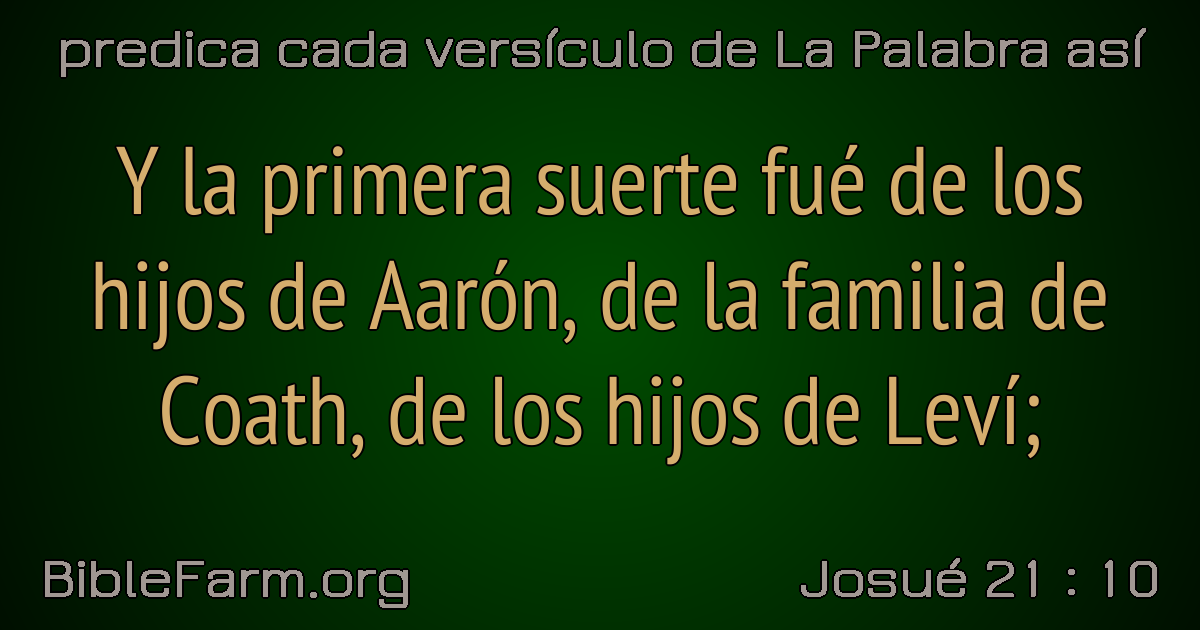 predica cada versículo de La Palabra así
Y la primera suerte fué de los
hijos de Aarón, de la familia de
Coath, de los hijos de Leví;
BibleFarm.org
Josué 21 : 10